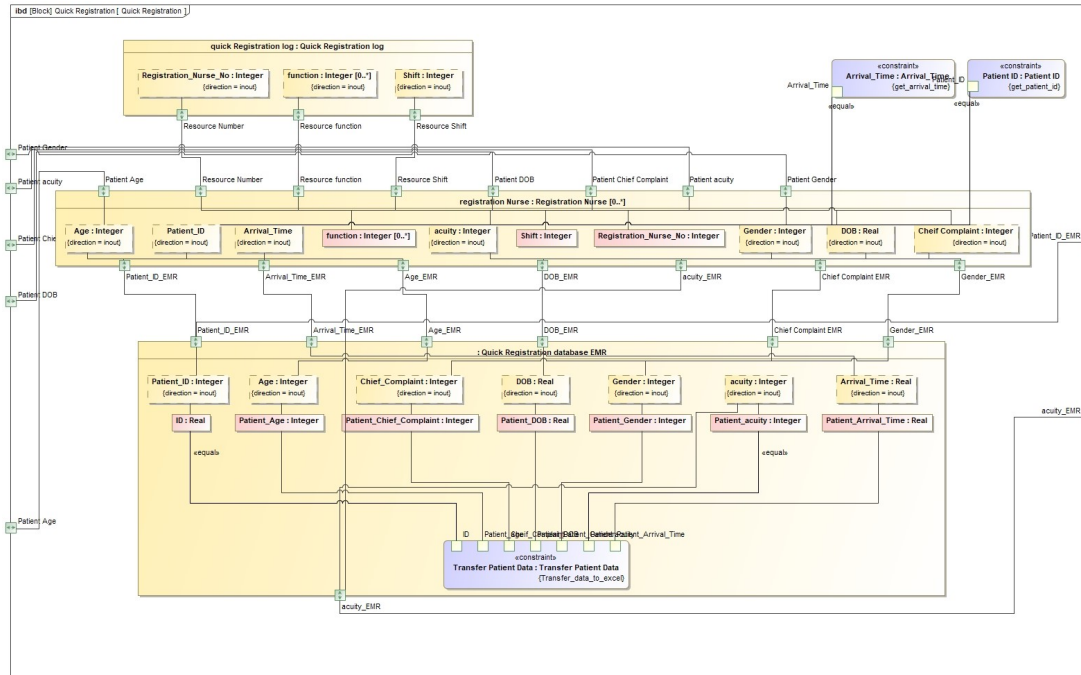 ibd [Block] Quick Registration [ Quick Registration ]
quick Registration log : Quick Registration log
Registration_Nurse_No : Integer
{direction = inout}
function : Integer [0..*]
{direction = inout}
Shift : Integer
{direction = inout}
Resource Number
Resource function
Resource Shift
«constraint»
Arrival_Time : Arrival_Time
{get_arrival_time}
Arrival_Time
«equal»
«constraint»
Patient ID : Patient ID
{get_patient_id}
Patient_ID
«equal»
Patient Gender
Patient acuity
Patient Chie
Patient DOB
Patient Age
Patient Age
Resource Number
Resource function
Resource Shift
Patient DOB
Patient Chief Complaint
Patient acuity
Patient Gender
registration Nurse : Registration Nurse [0..*]
Age : Integer
{direction = inout}
Patient_ID
{direction = inout}
Arrival_Time
{direction = inout}
function : Integer [0..*]
acuity : Integer
{direction = inout}
Shift : Integer
Registration_Nurse_No : Integer
Gender : Integer
{direction = inout}
DOB : Real
{direction = inout}
Cheif Complaint : Integer
{direction = inout}
Patient_ID_EMR
Patient_ID_EMR
Arrival_Time_EMR
Age_EMR
DOB_EMR
acuity_EMR
Chief Complaint EMR
Gender_EMR
Patient_ID_EMR
Arrival_Time_EMR
Age_EMR
DOB_EMR
Chief Complaint EMR
Gender_EMR
: Quick Registration database EMR
Patient_ID : Integer
{direction = inout}
Age : Integer
{direction = inout}
Chief_Complaint : Integer
{direction = inout}
DOB : Real
{direction = inout}
Gender : Integer
{direction = inout}
acuity : Integer
{direction = inout}
Arrival_Time : Real
{direction = inout}
ID : Real
Patient_Age : Integer
Patient_Chief_Complaint : Integer
Patient_DOB : Real
Patient_Gender : Integer
Patient_acuity : Integer
Patient_Arrival_Time : Real
«equal»
«equal»
acuity_EMR
ID
Patient_Arrival_Time
«constraint»
Transfer Patient Data : Transfer Patient Data
{Transfer_data_to_excel}
acuity_EMR